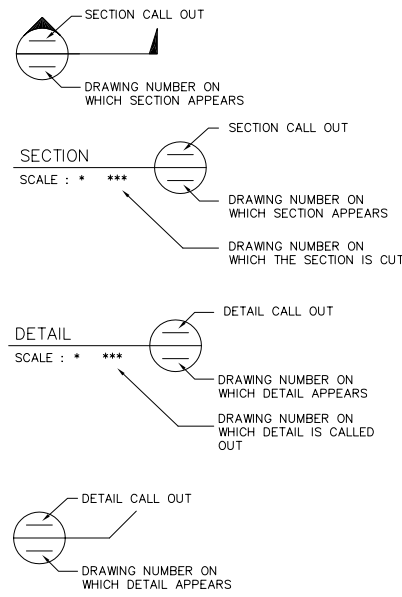 SECTION CALL OUT
DRAWING NUMBER ON
WHICH SECTION APPEARS
SECTION CALL OUT
SECTION
SCALE : * ***
DRAWING NUMBER ON
WHICH SECTION APPEARS
DRAWING NUMBER ON
WHICH THE SECTION IS CUT
DETAIL CALL OUT
DETAIL
SCALE : * ***
DRAWING NUMBER ON
WHICH DETAIL APPEARS
DRAWING NUMBER ON
WHICH DETAIL IS CALLED
OUT
DETAIL CALL OUT
DRAWING NUMBER ON
WHICH DETAIL APPEARS